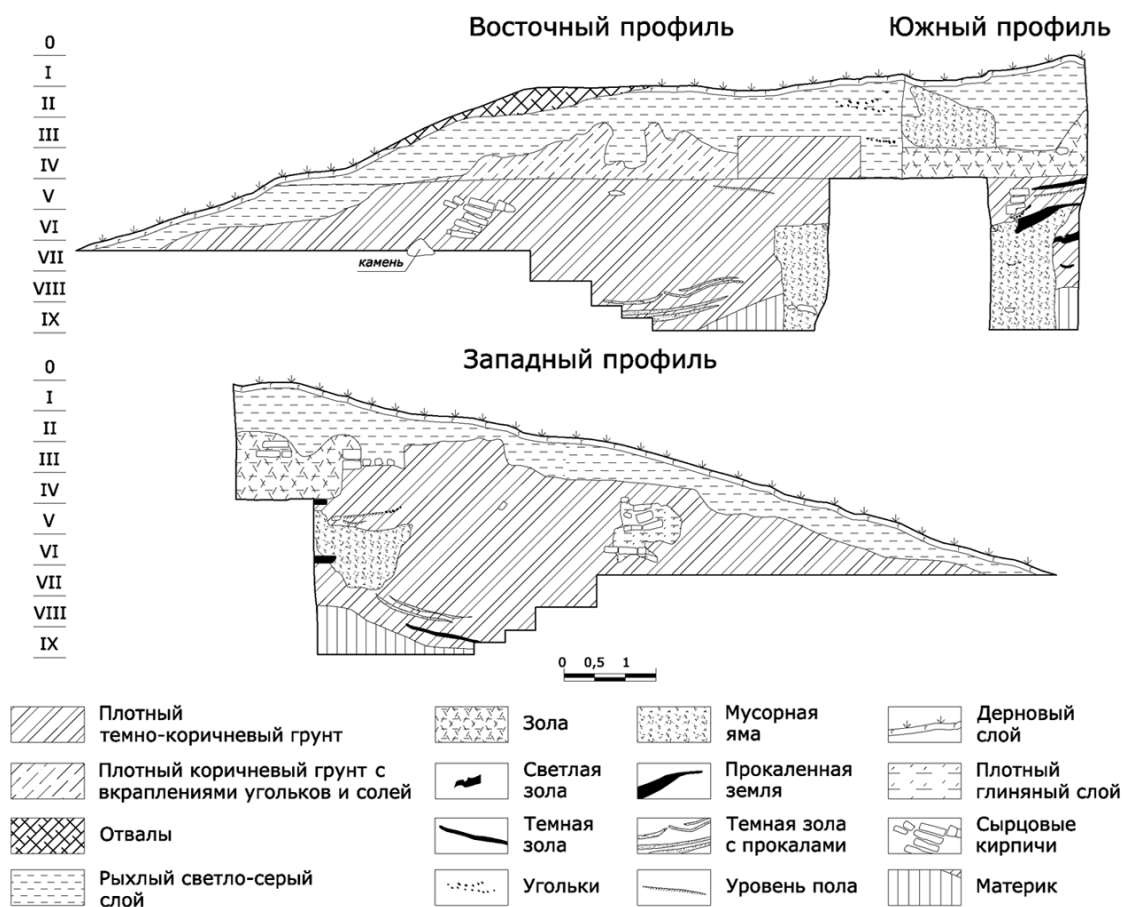 Восточный профиль
Южный профиль
0
I
II
III
IV
V
VI
VII
VIII
IX
камень
Западный профиль
0
I
II
III
IV
V
VI
VII
VIII
IX
0 0,5 1
Плотный
темно-коричневый грунт
Зола
Мусорная
яма
Дерновый
слой
Плотный коричневый грунт с
вкраплениями угольков и солей
Светлая
зола
Прокаленная
земля
Плотный
глиняный слой
Отвалы
Темная
зола
Темная зола
с прокалами
Сырцовые
кирпичи
Рыхлый светло-серый
слой
Угольки
Уровень пола
Материк